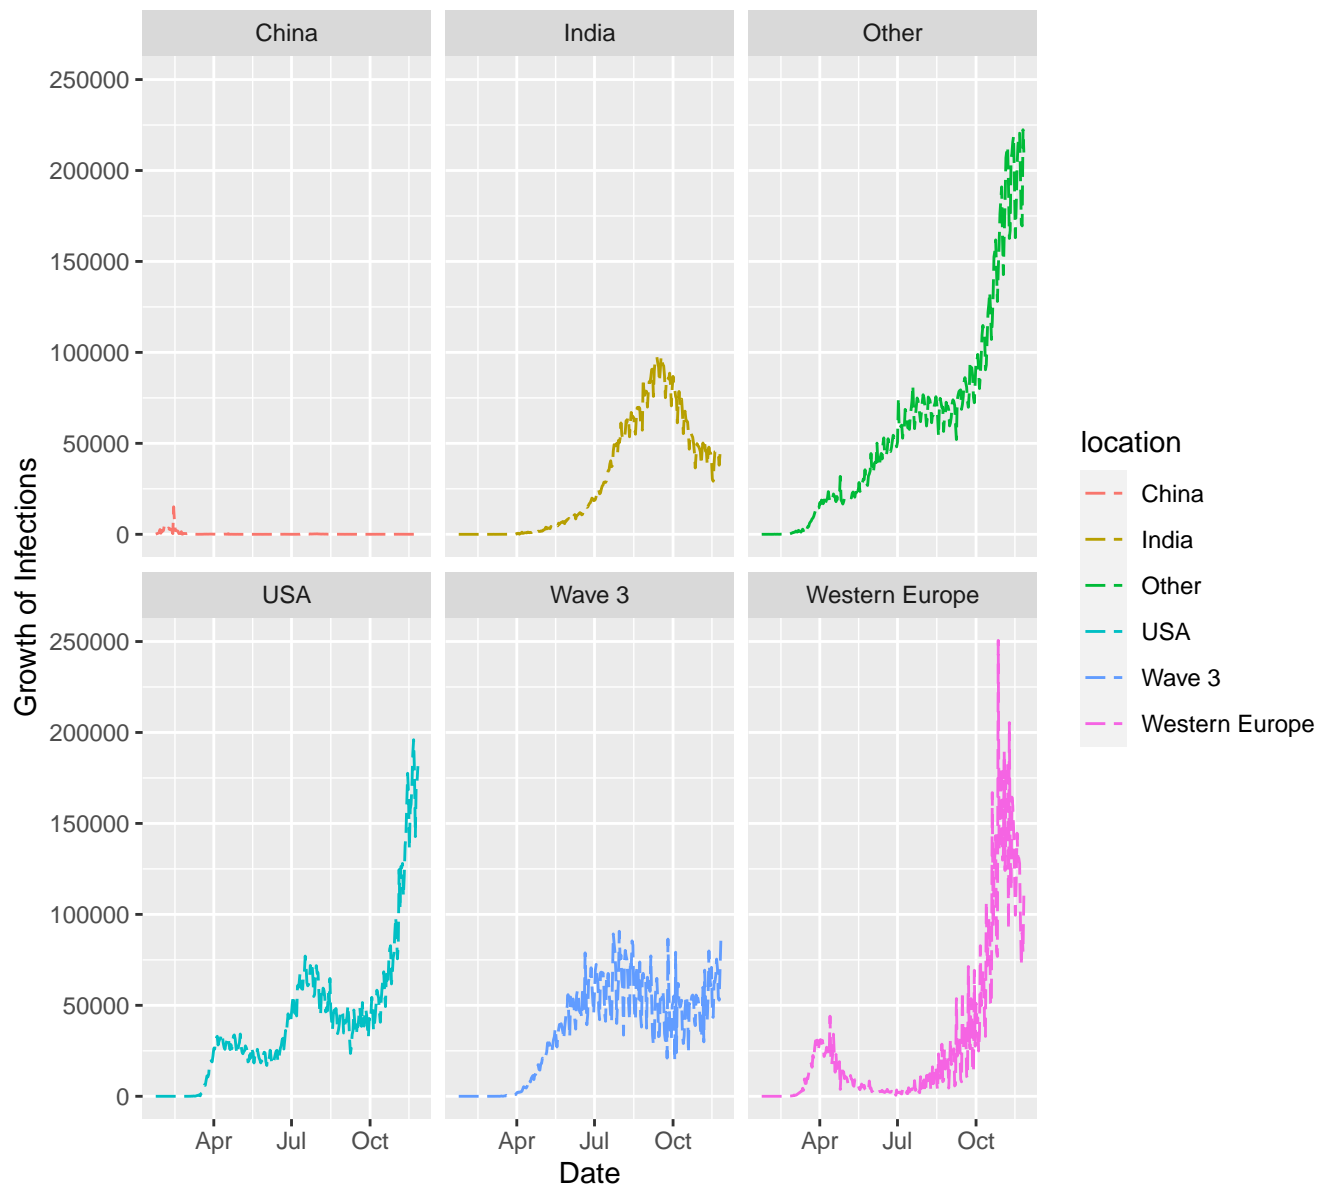 China
India
Other
250000
200000
150000
100000
50000
0
USA
Wave 3
Western Europe
250000
200000
150000
100000
50000
0
Apr
Jul
Oct
Apr
Jul
Oct
Apr
Jul
Oct
Date
Growth of Infections
location
China
India
Other
USA
Wave 3
Western Europe